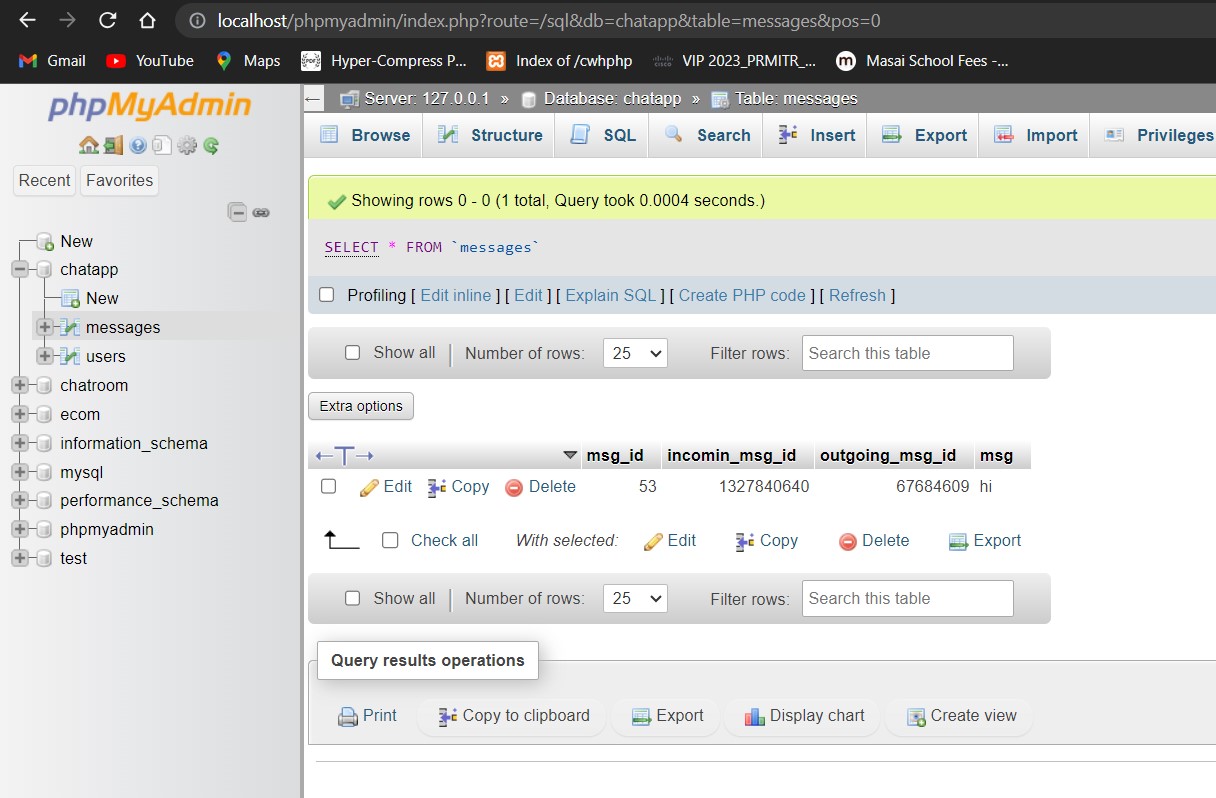 localhost/phpmyadmin/index.php?route=/sql&db=chatapp&table=messages&pos=0
Gmail YouTube Maps Hyper-Compress P... Index of /cwhphp VIP 2023_PRMITR_... Masai School Fees -...
phpMyAdmin
Recent Favorites
New
chatapp
New
messages
users
chatroom
ecom
information_schema
mysql
performance_schema
phpmyadmin
test
Server: 127.0.0.1 » Database: chatapp » Table: messages
Browse Structure SQL Search Insert Export Import Privileges
Showing rows 0 - 0 (1 total, Query took 0.0004 seconds.)
SELECT * FROM `messages`
Profiling [ Edit inline ] [ Edit ] [ Explain SQL ] [ Create PHP code ] [ Refresh ]
Show all Number of rows: 25 Filter rows: Search this table
Extra options
←T→ msg_id incomin_msg_id outgoing_msg_id msg
Edit Copy Delete 53 1327840640 67684609 hi
Check all With selected: Edit Copy Delete Export
Show all Number of rows: 25 Filter rows: Search this table
Query results operations
Print Copy to clipboard Export Display chart Create view